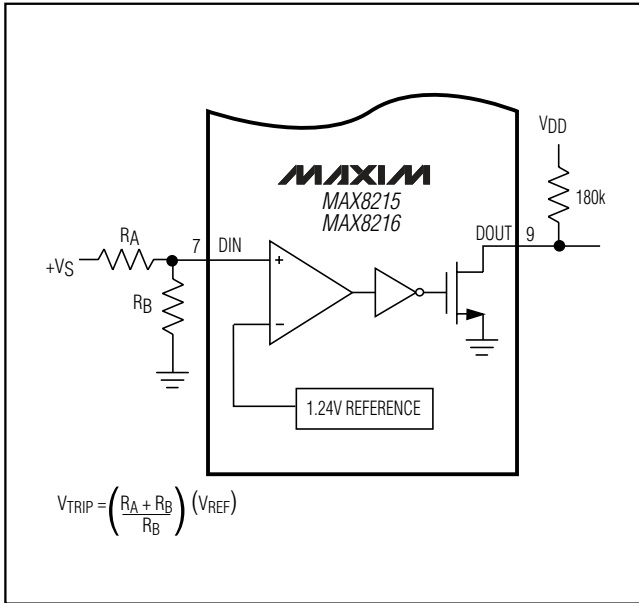 VDD
MAXIM
MAX8215
MAX8216
180k
RA
7 DIN
DOUT 9
+VS
+
RB
–
1.24V REFERENCE
VTRIP = (RA + RB / RB) (VREF)